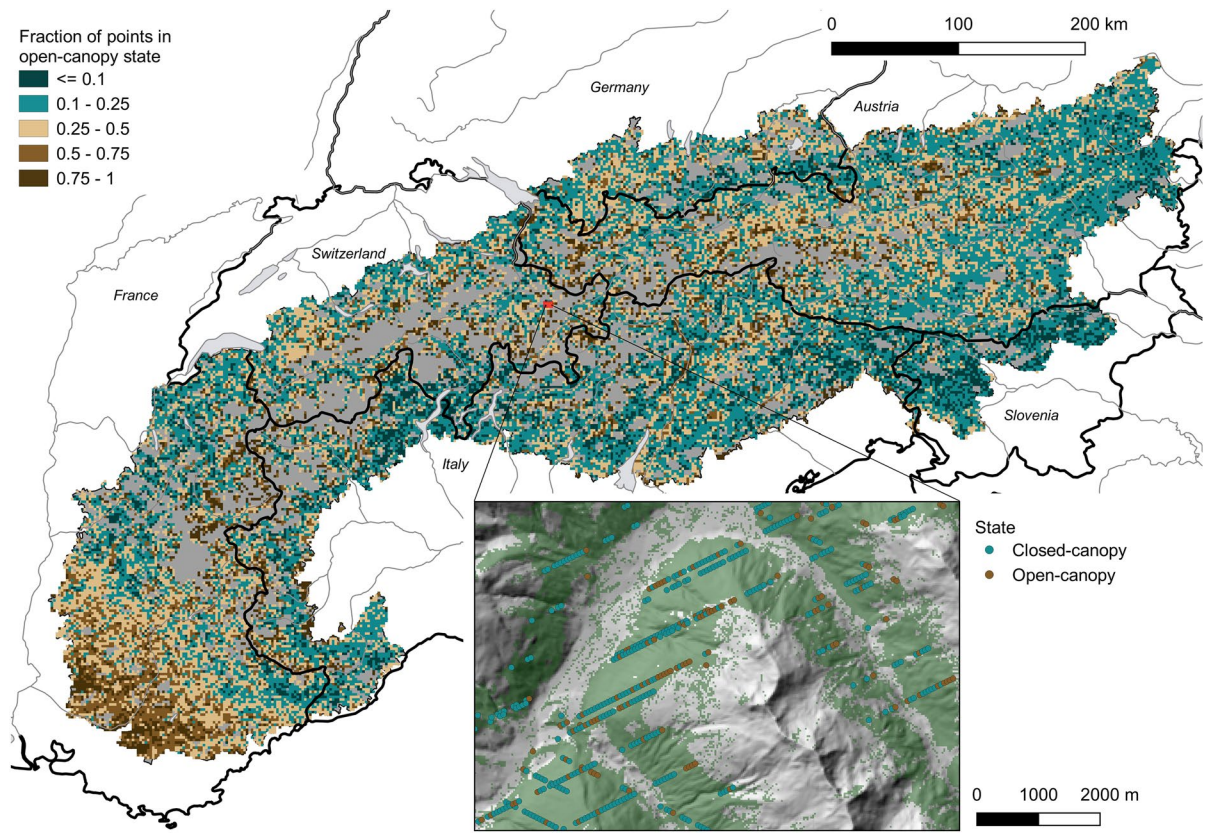 Fraction of points in
open-canopy state
<= 0.1
0.1 - 0.25
0.25 - 0.5
0.5 - 0.75
0.75 - 1
0 100 200 km
Germany
Austria
Switzerland
France
Slovenia
Italy
State
Closed-canopy
Open-canopy
0 1000 2000 m